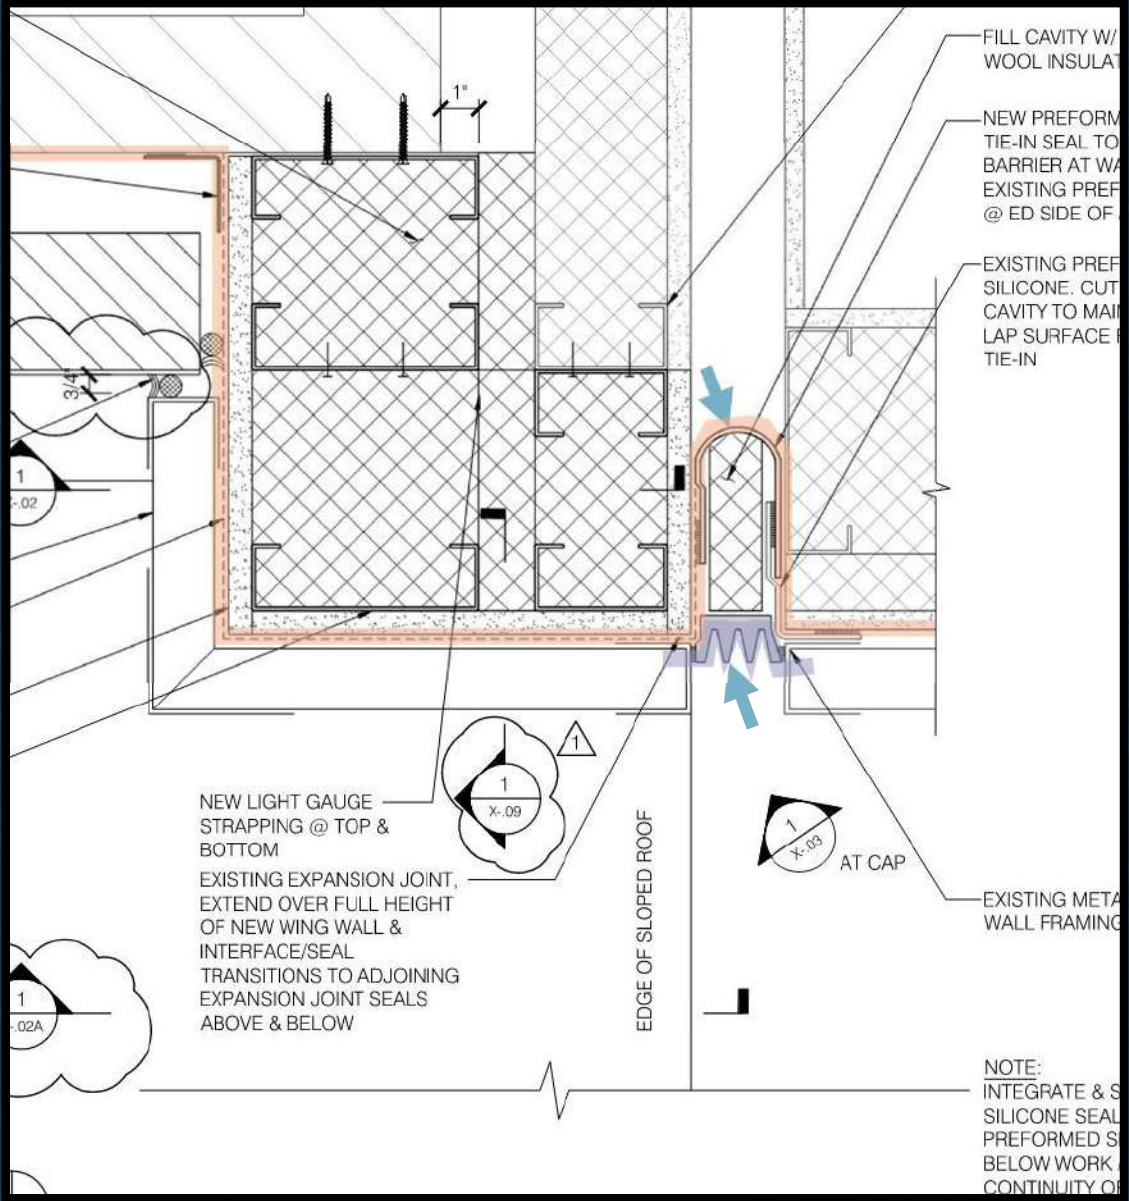 1"
FILL CAVITY W/
WOOL INSULAT
NEW PREFORM
TIE-IN SEAL TO
BARRIER AT WA
EXISTING PREF
@ ED SIDE OF
EXISTING PREF
SILICONE. CUT
CAVITY TO MAI
LAP SURFACE
TIE-IN
3/4"
1
-.02
1
NEW LIGHT GAUGE
STRAPPING @ TOP &
BOTTOM
1
X-.09
EXISTING EXPANSION JOINT,
EXTEND OVER FULL HEIGHT
OF NEW WING WALL &
INTERFACE/SEAL
TRANSITIONS TO ADJOINING
EXPANSION JOINT SEALS
ABOVE & BELOW
EDGE OF SLOPED ROOF
1
X-.03
AT CAP
EXISTING META
WALL FRAMING
1
-.02A
NOTE:
INTEGRATE & S
SILICONE SEAL
PREFORMED S
BELOW WORK
CONTINUITY OF